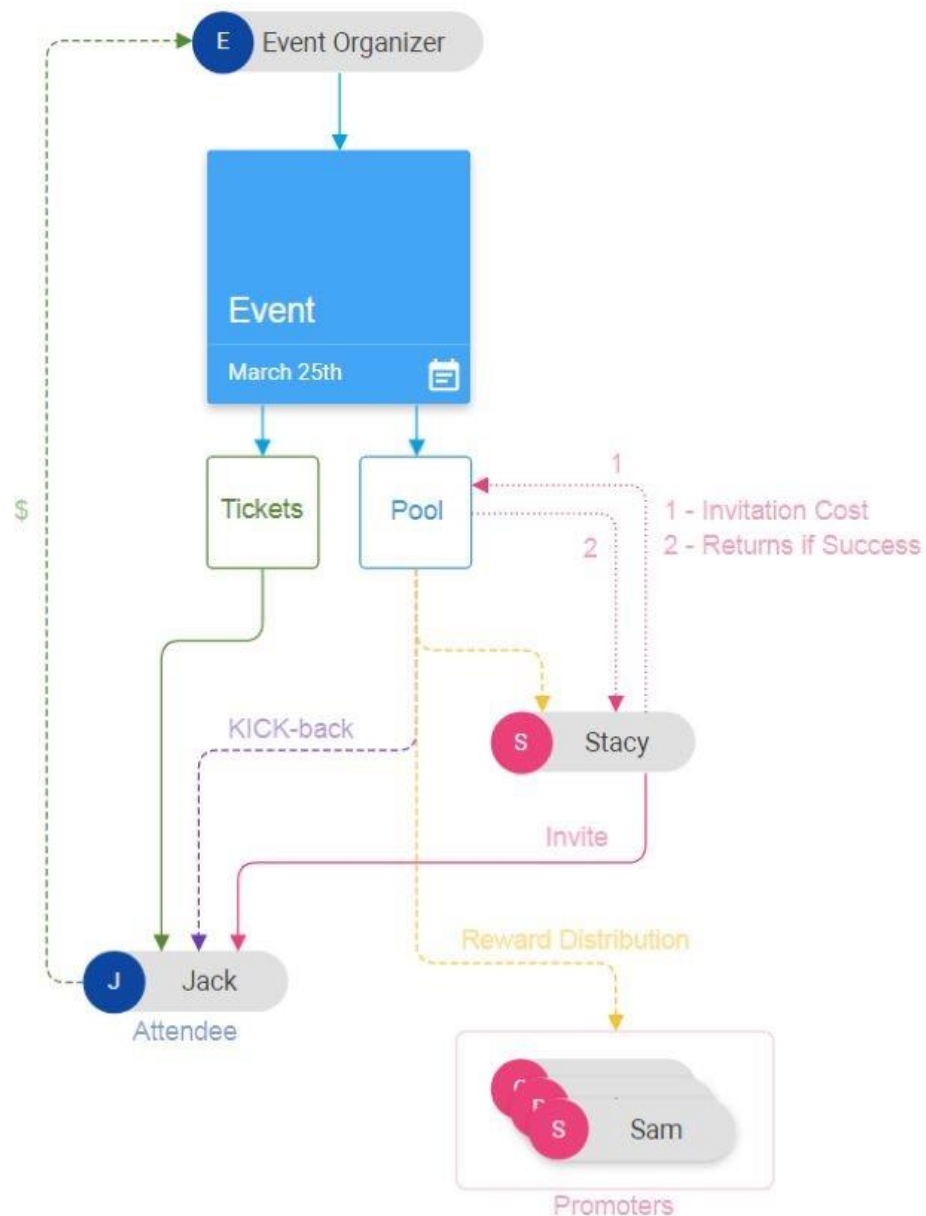 E Event Organizer
Event
March 25th
$
Tickets
Pool
1
2
1 - Invitation Cost
2 - Returns if Success
KICK-back
S Stacy
Invite
Reward Distribution
J Jack
Attendee
S Sam
Promoters